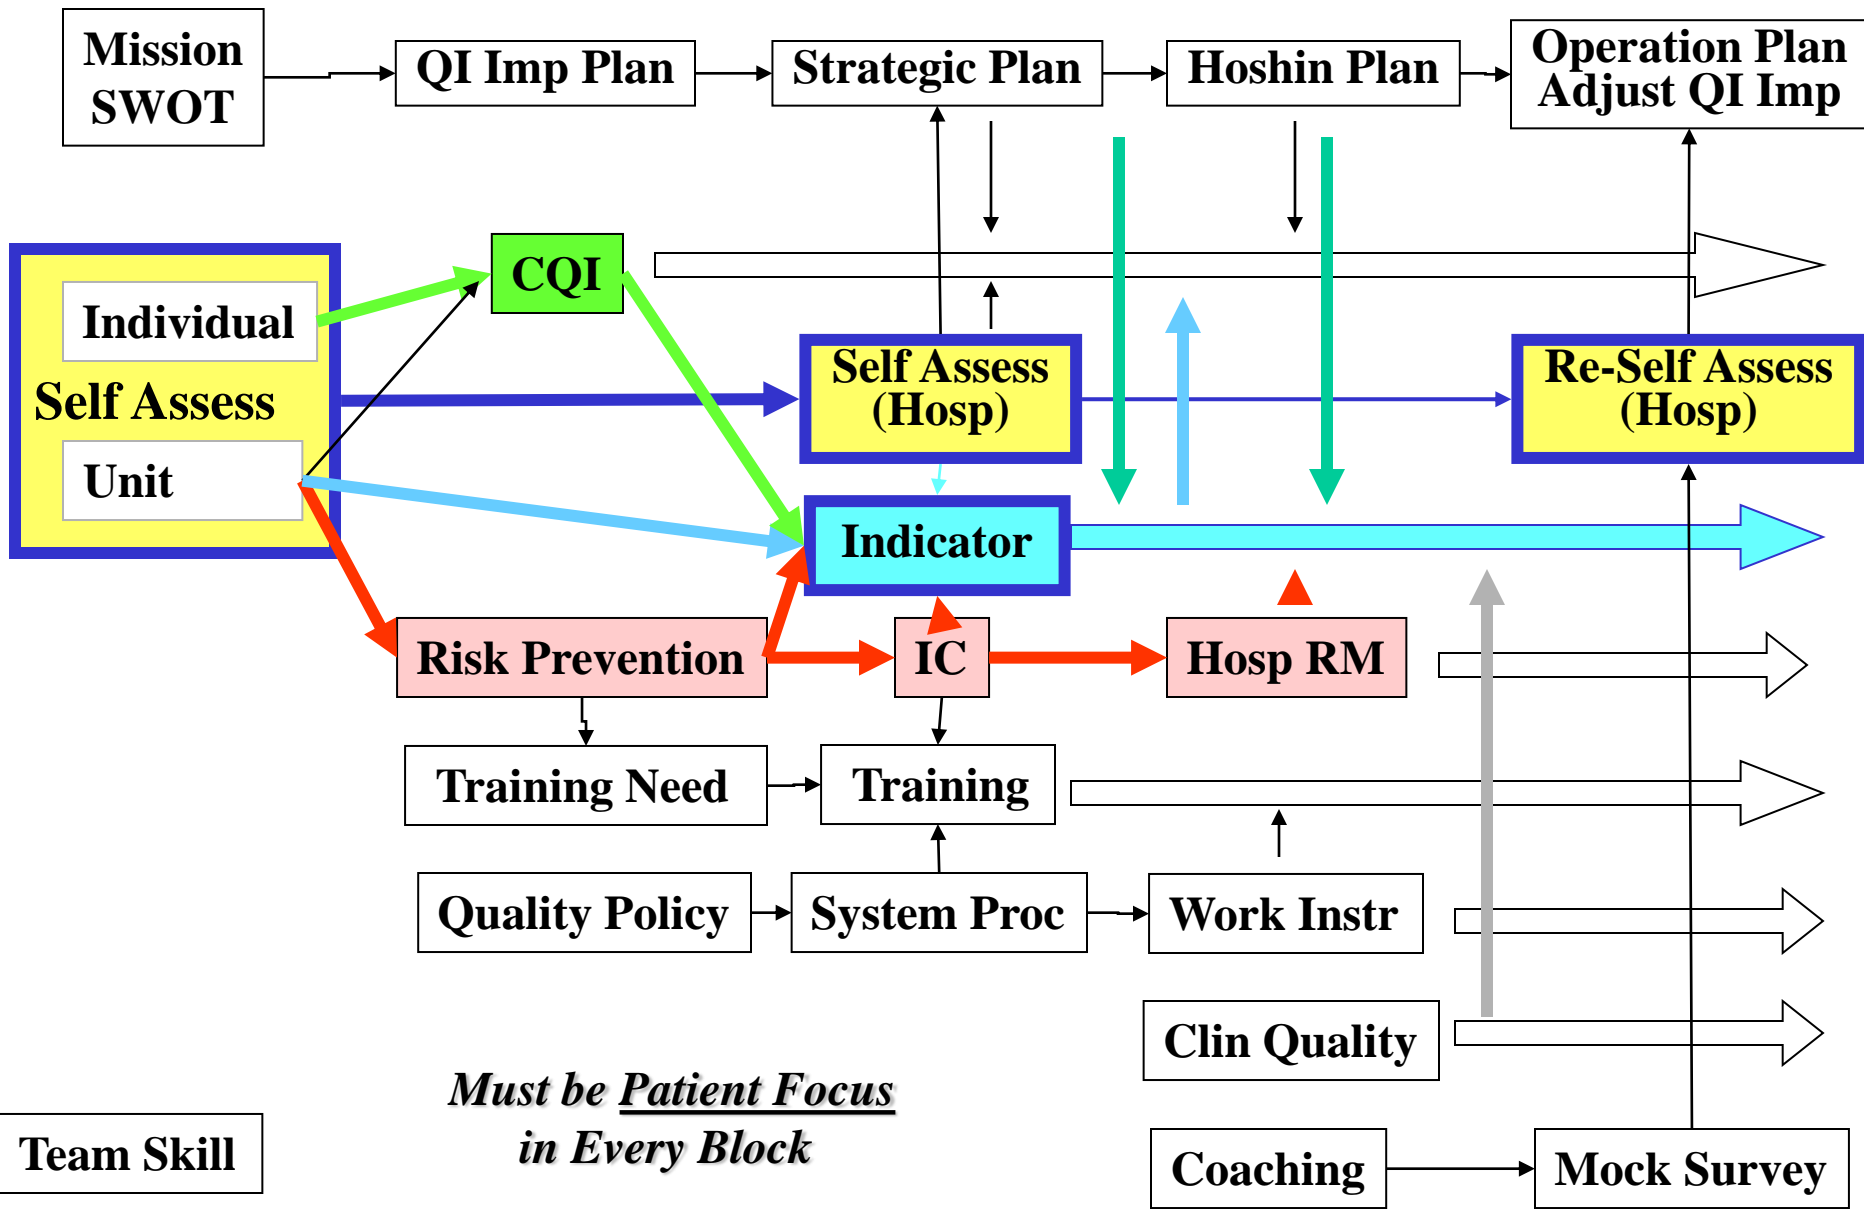 Mission
SWOT
QI Imp Plan
Strategic Plan
Hoshin Plan
Operation Plan
Adjust QI Imp
CQI
Individual
Self Assess
Unit
Self Assess
(Hosp)
Re-Self Assess
(Hosp)
Indicator
Risk Prevention
IC
Hosp RM
Training Need
Training
Quality Policy
System Proc
Work Instr
Clin Quality
Must be Patient Focus
in Every Block
Team Skill
Coaching
Mock Survey